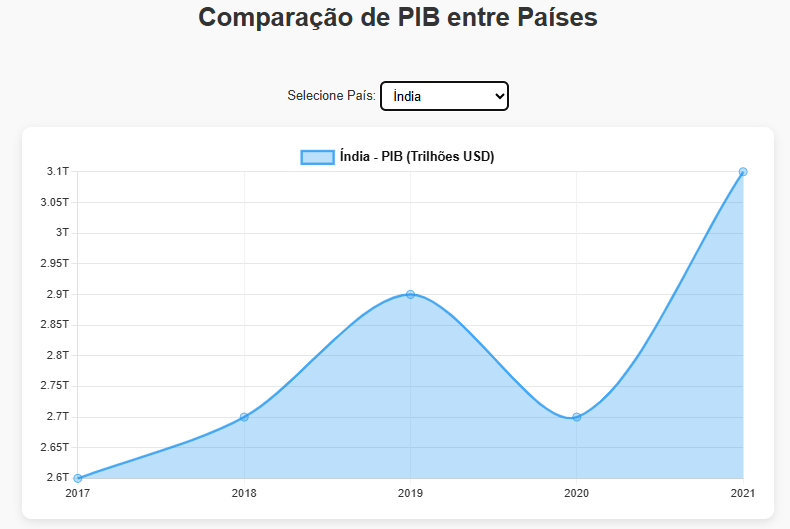 Comparação de PIB entre Países
Selecione País: Índia
Índia - PIB (Trilhões USD)
3.1T
3.05T
3T
2.95T
2.9T
2.85T
2.8T
2.75T
2.7T
2.65T
2.6T
2017 2018 2019 2020 2021